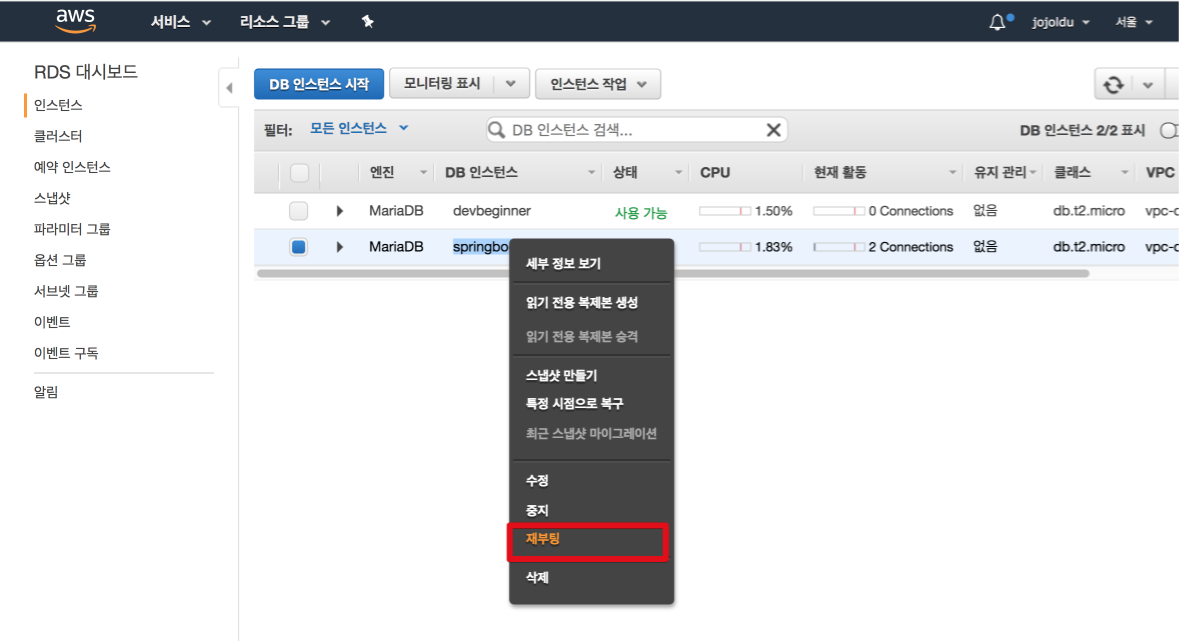 aws 서비스 리소스 그룹 jojoldu 서울
RDS 대시보드
인스턴스
클러스터
예약 인스턴스
스냅샷
파라미터 그룹
옵션 그룹
서브넷 그룹
이벤트
이벤트 구독
알림
DB 인스턴스 시작 모니터링 표시 인스턴스 작업
필터: 모든 인스턴스 DB 인스턴스 검색... DB 인스턴스 2/2 표시
엔진 DB 인스턴스 상태 CPU 현재 활동 유지 관리 클래스 VPC
MariaDB devbeginner 사용 가능 1.50% 0 Connections 없음 db.t2.micro vpc-c
MariaDB springbo 1.83% 2 Connections 없음 db.t2.micro vpc-c
세부 정보 보기
읽기 전용 복제본 생성
읽기 전용 복제본 승격
스냅샷 만들기
특정 시점으로 복구
최근 스냅샷 마이그레이션
수정
중지
재부팅
삭제